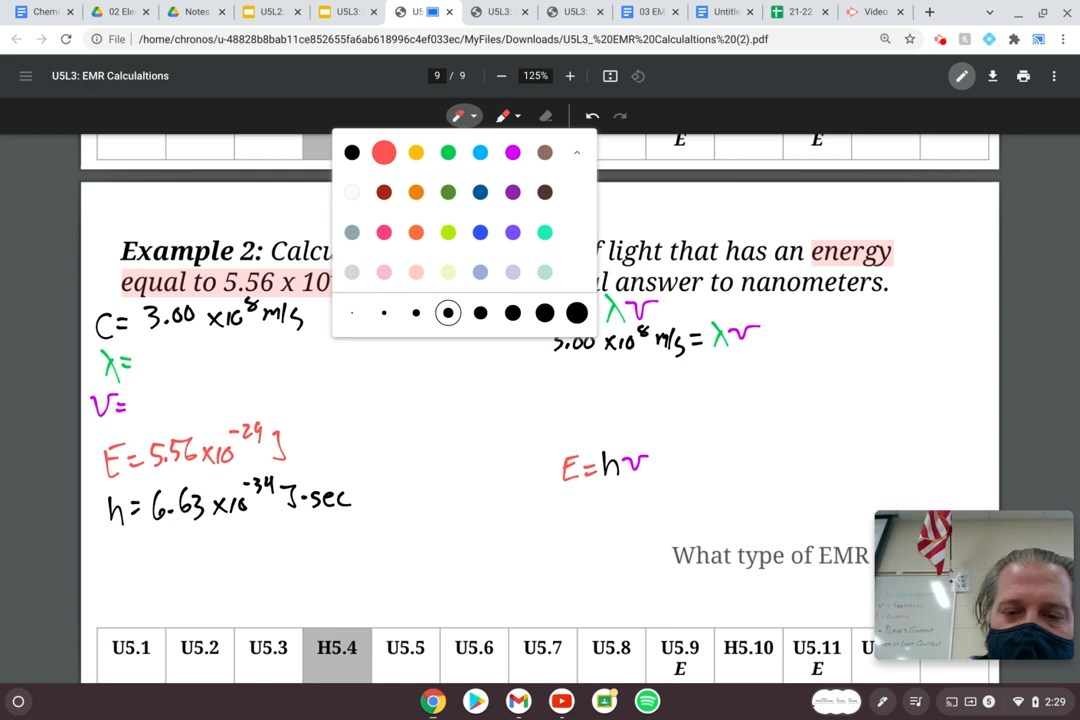 Chemi
02 Ele
Notes
U5L2:
U5L3:
U5
U5L3:
U5L3:
03 EM
Untitle
21-22
Video
File
/home/chronos/u-48828b8bab11ce852655fa6ab618996c4ef033ec/MyFiles/Downloads/U5L3_%20EMR%20Calculaltions%20(2).pdf
U5L3: EMR Calculaltions
9 / 9
125%
E
E
Example 2: Calcu
f light that has an energy
equal to 5.56 x 10
l answer to nanometers.
C= 3.00 x10⁸ m/s
λν
3.00 x10⁸ m/s = λν
λ=
ν=
E= 5.56 x10⁻²⁹ J
E=hν
h= 6.63 x10⁻³⁴ J·sec
What type of EMR
U5.1 U5.2 U5.3 H5.4 U5.5 U5.6 U5.7 U5.8 U5.9 H5.10 U5.11 U
E E
5
2:29